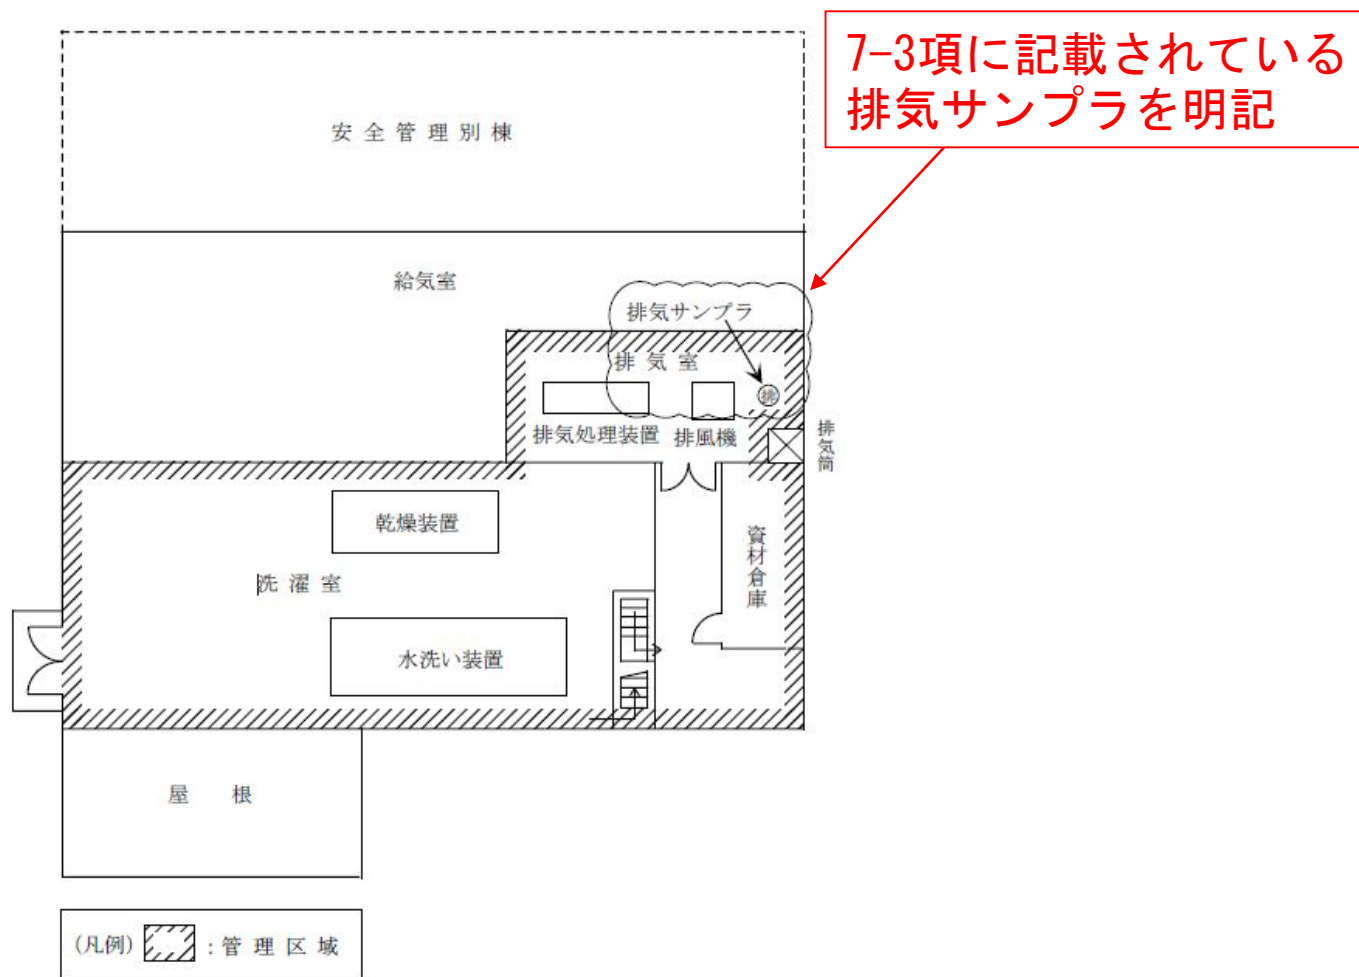 7-3項に記載されている
排気サンプラを明記
安全管理別棟
給気室
排気サンプラ
排気室
排
排気処理装置
排風機
排気筒
乾燥装置
資材倉庫
洗濯室
水洗い装置
屋 根
(凡例) : 管理区域